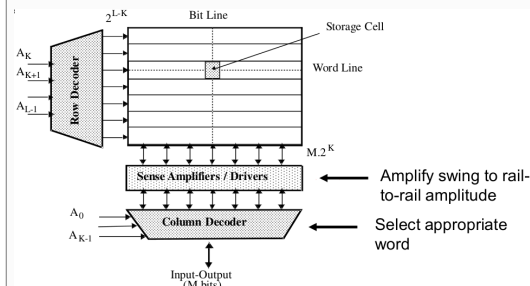 2^L-K
Bit Line
Storage Cell
A_K
A_K+1
A_L-1
Row Decoder
Word Line
M.2^K
Sense Amplifiers / Drivers
Amplify swing to rail-
to-rail amplitude
A_0
A_K-1
Column Decoder
Select appropriate
word
Input-Output
(M bits)